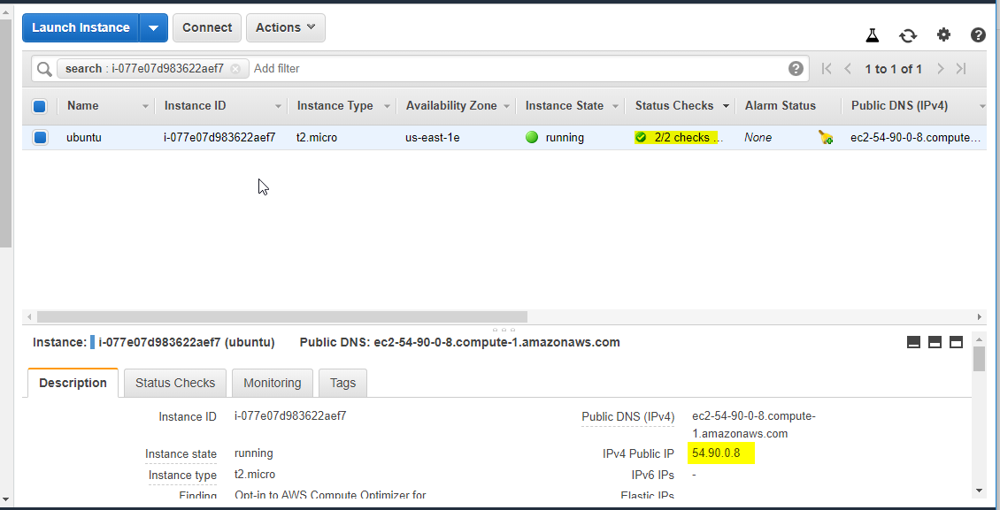 Launch Instance Connect Actions
search : i-077e07d983622aef7 Add filter 1 to 1 of 1
Name Instance ID Instance Type Availability Zone Instance State Status Checks Alarm Status Public DNS (IPv4)
ubuntu i-077e07d983622aef7 t2.micro us-east-1e running 2/2 checks ... None ec2-54-90-0-8.compute...
Instance: i-077e07d983622aef7 (ubuntu) Public DNS: ec2-54-90-0-8.compute-1.amazonaws.com
Description Status Checks Monitoring Tags
Instance ID i-077e07d983622aef7 Public DNS (IPv4) ec2-54-90-0-8.compute-
1.amazonaws.com
Instance state running IPv4 Public IP 54.90.0.8
Instance type t2.micro IPv6 IPs -
Finding Opt-in to AWS Compute Optimizer for Elastic IPs